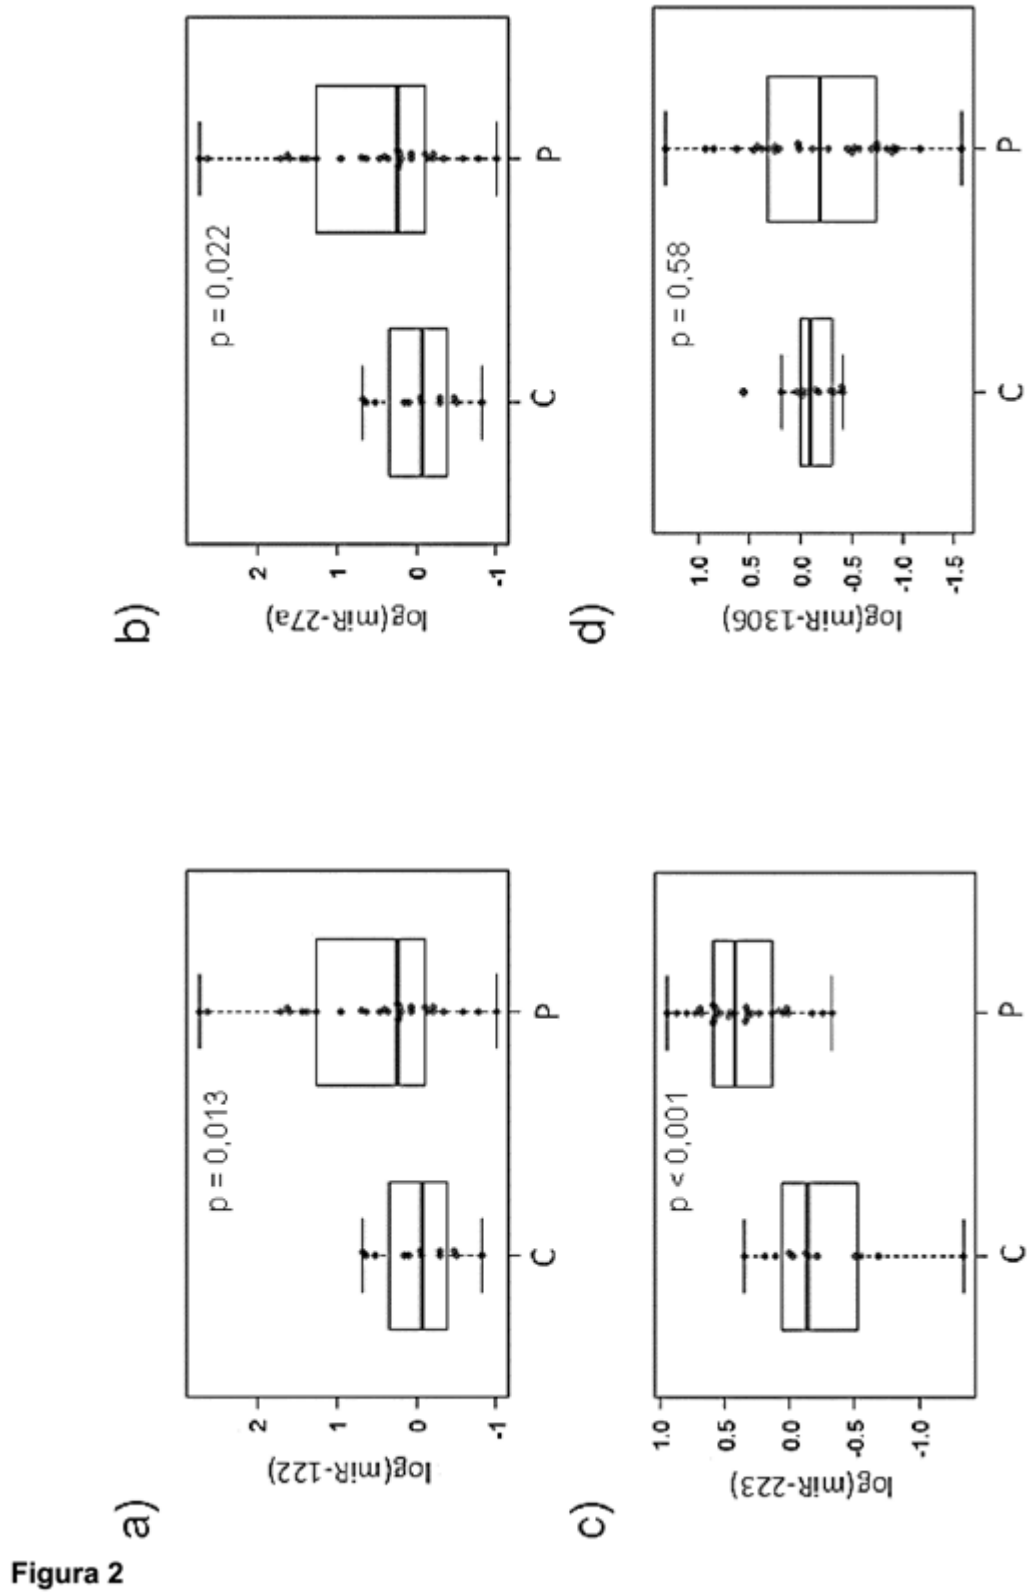 Figura 2
a)
p = 0,013
log(miR-122)
2
1
0
-1
C
P
b)
p = 0,022
log(miR-27a)
2
1
0
-1
C
P
c)
p < 0,001
log(miR-223)
1.0
0.5
0.0
-0.5
-1.0
C
P
d)
p = 0,58
log(miR-1306)
1.0
0.5
0.0
-0.5
-1.0
-1.5
C
P